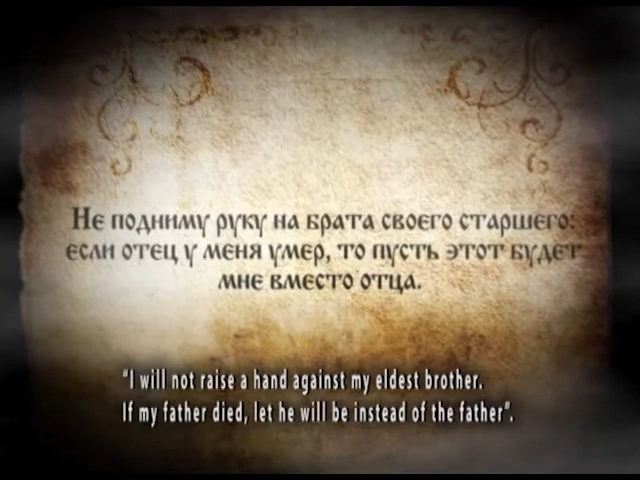 Не подниму руку на брата своего старшего:
если отец у меня умер, то пусть этот будет
мне вместо отца.
“I will not raise a hand against my eldest brother.
If my father died, let he will be instead of the father”.